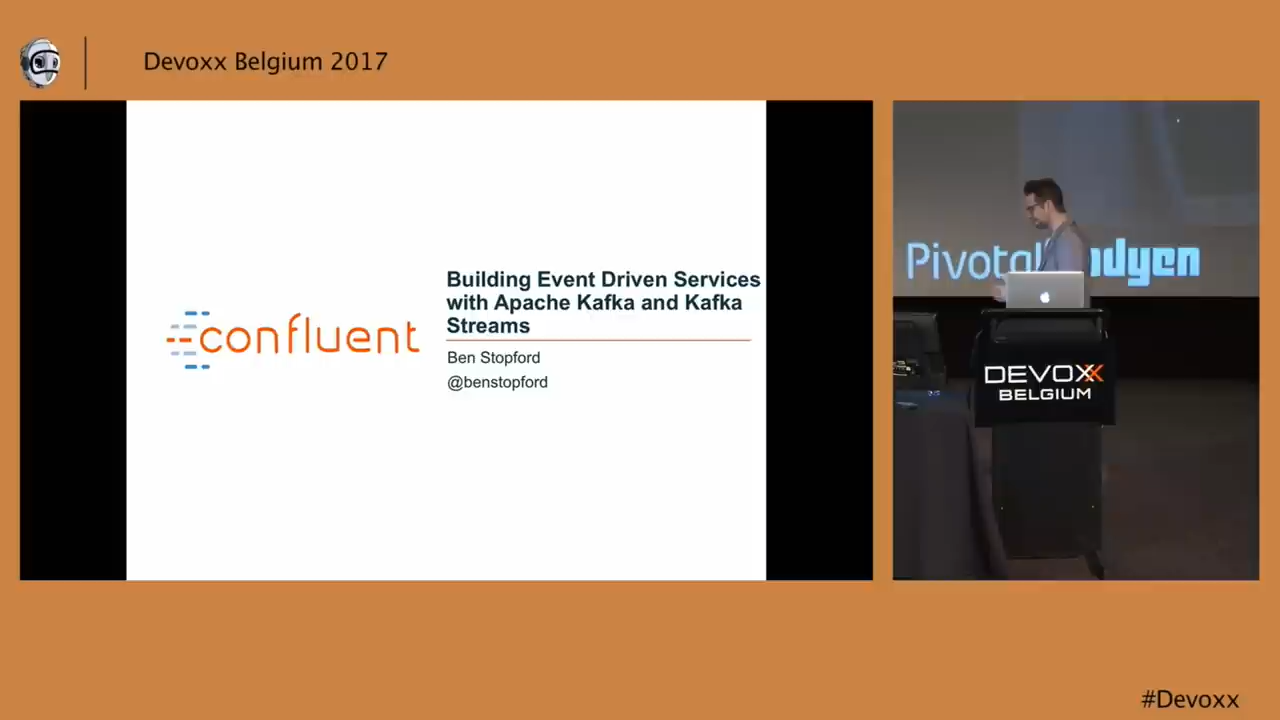 Devoxx Belgium 2017
confluent
Building Event Driven Services
with Apache Kafka and Kafka
Streams
Ben Stopford
@benstopford
Pivotal
DEVOXX
BELGIUM
#Devoxx